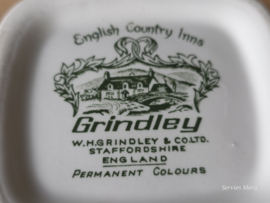 English Country Inns
Grindley
W.H.GRINDLEY & CO.LTD.
STAFFORDSHIRE
ENGLAND
PERMANENT COLOURS